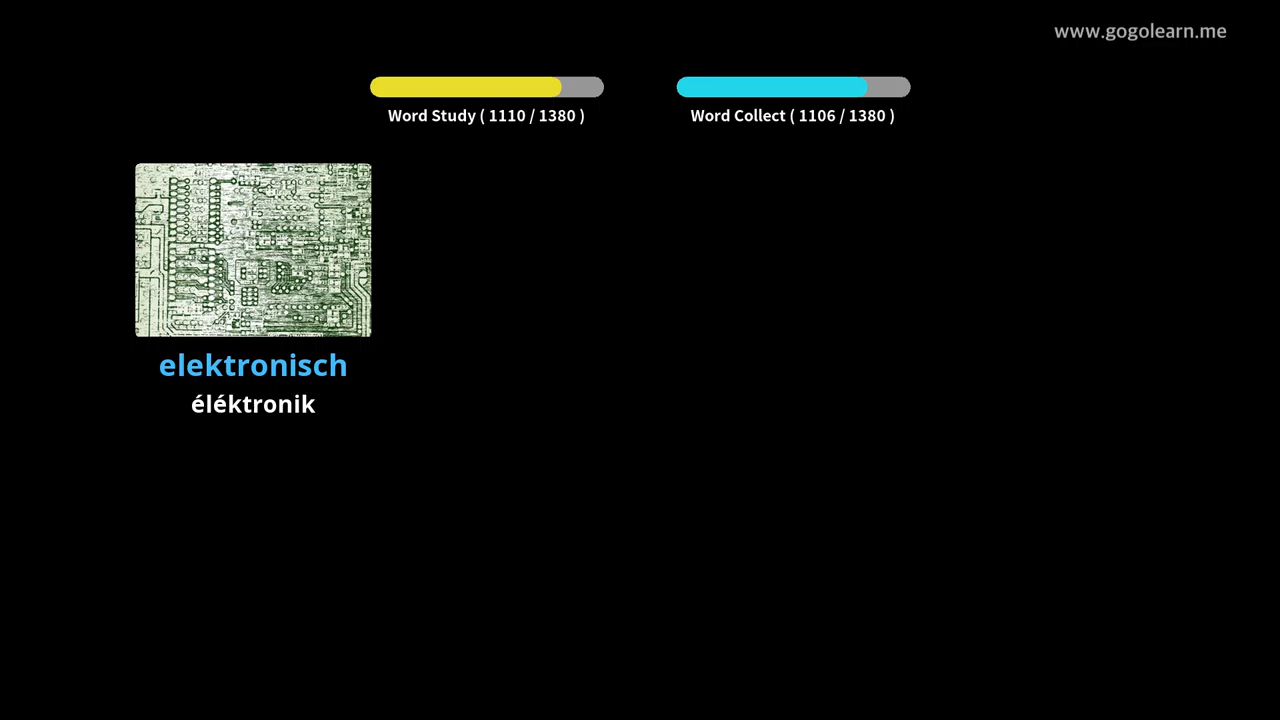 www.gogolearn.me
Word Study ( 1110 / 1380 )
Word Collect ( 1106 / 1380 )
elektronisch
éléktronik